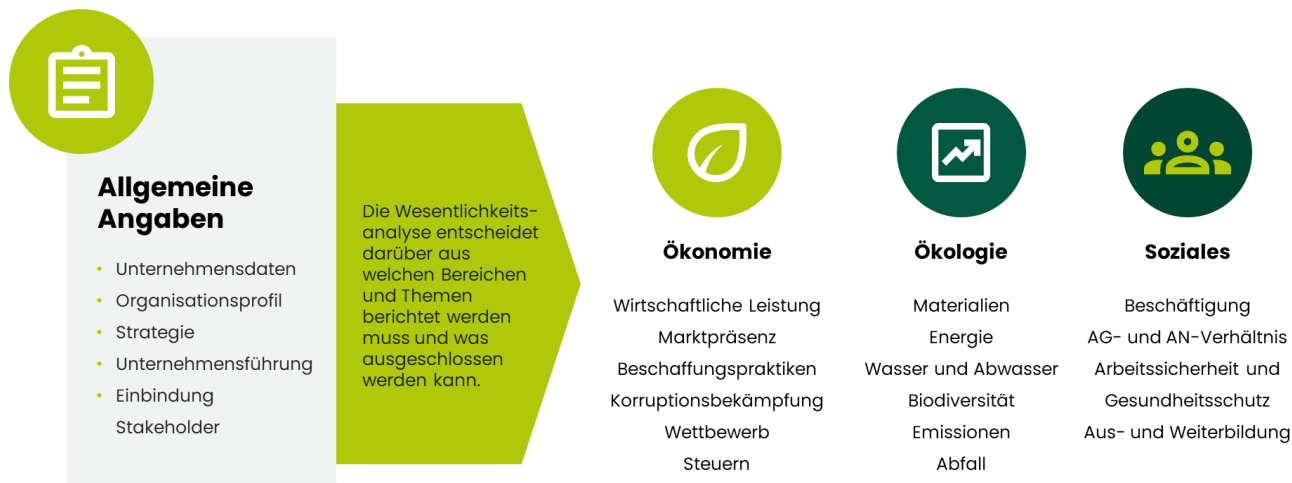 Allgemeine
Angaben
• Unternehmensdaten
• Organisationsprofil
• Strategie
• Unternehmensführung
• Einbindung
Stakeholder
Die Wesentlichkeits-
analyse entscheidet
darüber aus
welchen Bereichen
und Themen
berichtet werden
muss und was
ausgeschlossen
werden kann.
Ökonomie
Wirtschaftliche Leistung
Marktpräsenz
Beschaffungspraktiken
Korruptionsbekämpfung
Wettbewerb
Steuern
Ökologie
Materialien
Energie
Wasser und Abwasser
Biodiversität
Emissionen
Abfall
Soziales
Beschäftigung
AG- und AN-Verhältnis
Arbeitssicherheit und
Gesundheitsschutz
Aus- und Weiterbildung